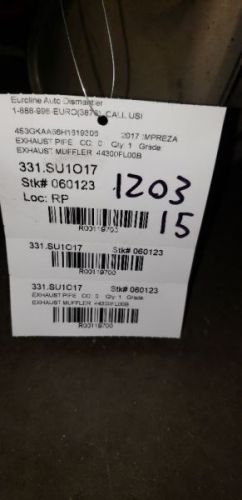 Euroline Auto Dismantler
1-888-995-EURO(3876) CALL US!
4S3GKAA66H1619306 2017 IMPREZA
EXHAUST PIPE CC: 0 Qty: 1 Grade
EXHAUST MUFFLER 44300FL00B
331.SU1O17
Stk# 060123
Loc: RP
1203
15
R00119700
331.SU1O17 Stk# 060123
R00119700
331.SU1O17 Stk# 060123
EXHAUST PIPE CC: 0 Qty: 1 Grade
EXHAUST MUFFLER 44300FL00B
R00119700